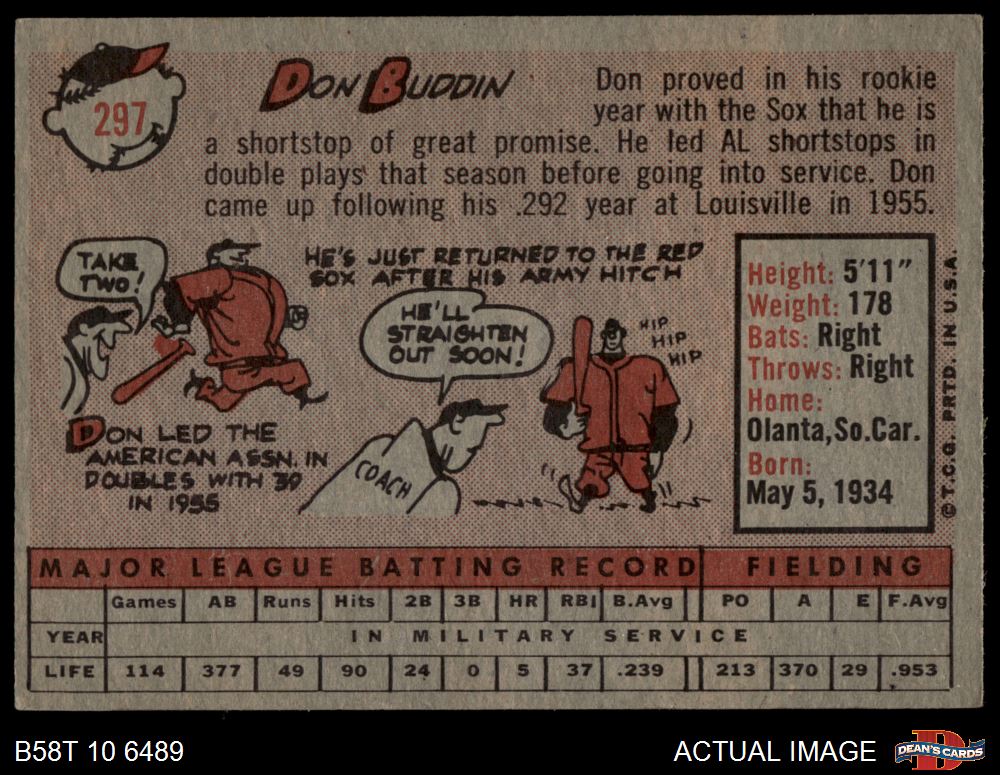 297
DON BUDDIN
Don proved in his rookie
year with the Sox that he is
a shortstop of great promise. He led AL shortstops in
double plays that season before going into service. Don
came up following his .292 year at Louisville in 1955.
TAKE
TWO!
HE'S JUST RETURNED TO THE RED
SOX AFTER HIS ARMY HITCH
HE'LL
STRAIGHTEN
OUT SOON!
HIP
HIP
HIP
COACH
DON LED THE
AMERICAN ASSN. IN
DOUBLES WITH 39
IN 1955
Height: 5'11"
Weight: 178
Bats: Right
Throws: Right
Home:
Olanta, So. Car.
Born:
May 5, 1934
© T.C.G. PRTD. IN U.S.A.
MAJOR LEAGUE BATTING RECORD FIELDING
Games AB Runs Hits 2B 3B HR RBI B.Avg PO A E F.Avg
YEAR IN MILITARY SERVICE
LIFE 114 377 49 90 24 0 5 37 .239 213 370 29 .953
B58T 10 6489
ACTUAL IMAGE
D
DEAN'S CARDS